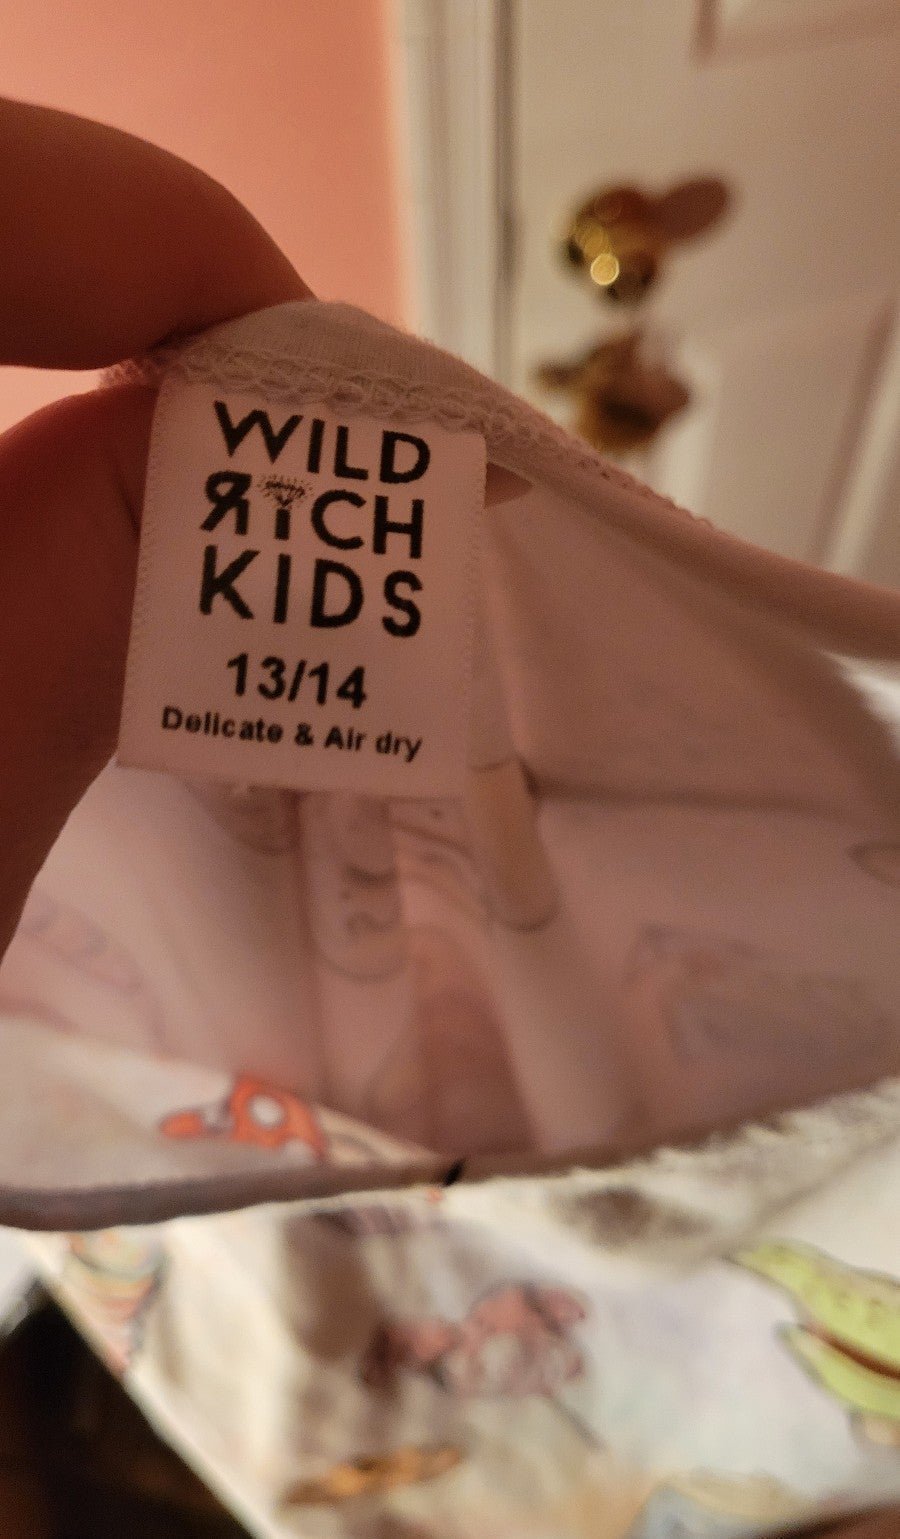 WILD
RICH
KIDS
13/14
Delicate & Air dry